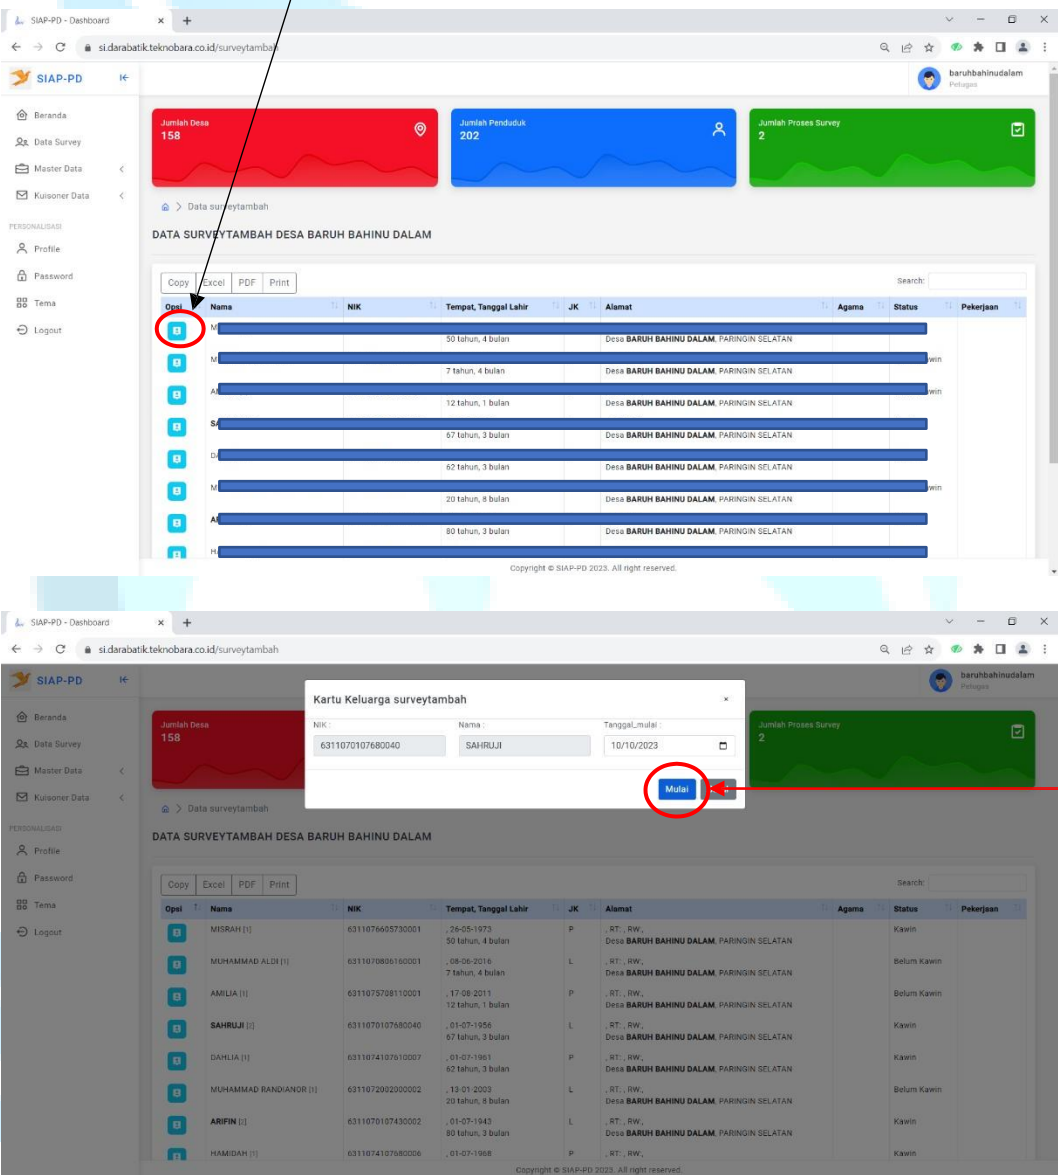 SIAP-PD - Dashboard
si.darabatik.teknobara.co.id/surveytambah
SIAP-PD
baruhbahinudalam
Petugas
Beranda
Data Survey
Master Data
Kuisoner Data
PERSONALISASI
Profile
Password
Tema
Logout
Jumlah Desa
158
Jumlah Penduduk
202
Jumlah Proses Survey
2
Data surveytambah
DATA SURVEYTAMBAH DESA BARUH BAHINU DALAM
Copy Excel PDF Print
Search:
Opsi Nama NIK Tempat, Tanggal Lahir JK Alamat Agama Status Pekerjaan
50 tahun, 4 bulan Desa BARUH BAHINU DALAM, PARINGIN SELATAN
7 tahun, 4 bulan Desa BARUH BAHINU DALAM, PARINGIN SELATAN
12 tahun, 1 bulan Desa BARUH BAHINU DALAM, PARINGIN SELATAN
67 tahun, 3 bulan Desa BARUH BAHINU DALAM, PARINGIN SELATAN
62 tahun, 3 bulan Desa BARUH BAHINU DALAM, PARINGIN SELATAN
20 tahun, 8 bulan Desa BARUH BAHINU DALAM, PARINGIN SELATAN
80 tahun, 3 bulan Desa BARUH BAHINU DALAM, PARINGIN SELATAN
Copyright © SIAP-PD 2023. All right reserved.
SIAP-PD - Dashboard
si.darabatik.teknobara.co.id/surveytambah
SIAP-PD
baruhbahinudalam
Petugas
Beranda
Data Survey
Master Data
Kuisoner Data
PERSONALISASI
Profile
Password
Tema
Logout
Jumlah Desa
158
Jumlah Proses Survey
2
Kartu Keluarga surveytambah
NIK : Nama : Tanggal_mulai :
6311070107680040 SAHRUJI 10/10/2023
Mulai
Data surveytambah
DATA SURVEYTAMBAH DESA BARUH BAHINU DALAM
Copy Excel PDF Print
Search:
Opsi Nama NIK Tempat, Tanggal Lahir JK Alamat Agama Status Pekerjaan
MISRAH [1] 6311076605730001 , 26-05-1973 P , RT: , RW:, Kawin
50 tahun, 4 bulan Desa BARUH BAHINU DALAM, PARINGIN SELATAN
MUHAMMAD ALDI [1] 6311070806160001 , 08-06-2016 L , RT: , RW:, Belum Kawin
7 tahun, 4 bulan Desa BARUH BAHINU DALAM, PARINGIN SELATAN
AMILIA [1] 6311075708110001 , 17-08-2011 P , RT: , RW:, Belum Kawin
12 tahun, 1 bulan Desa BARUH BAHINU DALAM, PARINGIN SELATAN
SAHRUJI 6311070107680040 , 01-07-1956 L , RT: , RW:, Kawin
67 tahun, 3 bulan Desa BARUH BAHINU DALAM, PARINGIN SELATAN
DAHLIA [1] 6311074107610007 , 01-07-1961 P , RT: , RW:, Kawin
62 tahun, 3 bulan Desa BARUH BAHINU DALAM, PARINGIN SELATAN
MUHAMMAD RANDIANOR [1] 6311072002000002 , 13-01-2003 L , RT: , RW:, Belum Kawin
20 tahun, 8 bulan Desa BARUH BAHINU DALAM, PARINGIN SELATAN
ARIFIN 6311070107430002 , 01-07-1943 L , RT: , RW:, Kawin
80 tahun, 3 bulan Desa BARUH BAHINU DALAM, PARINGIN SELATAN
HAMIDAH [1] 6311074107680006 , 01-07-1968 P , RT: , RW:, Kawin
Copyright © SIAP-PD 2023. All right reserved.